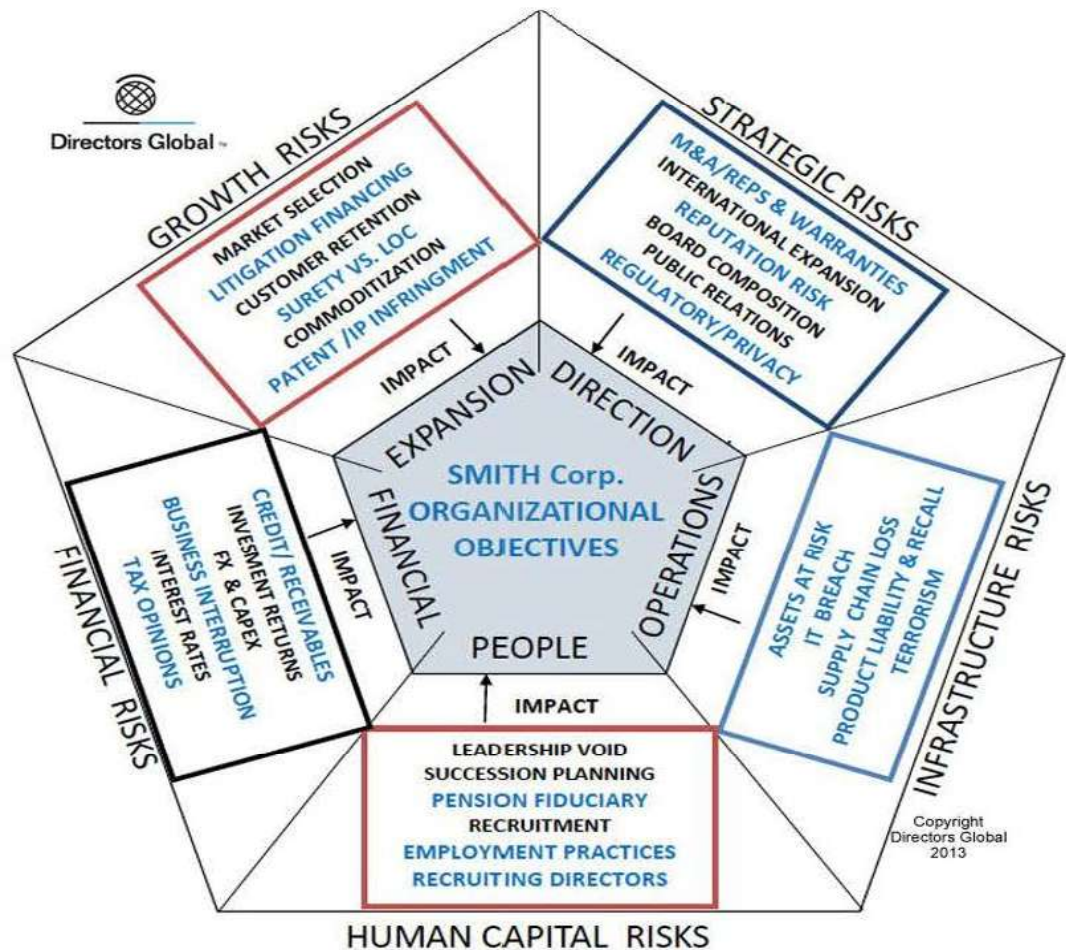 Directors Global ™
GROWTH RISKS
MARKET SELECTION
LITIGATION FINANCING
CUSTOMER RETENTION
SURETY VS. LOC
COMMODITIZATION
PATENT /IP INFRINGMENT
IMPACT
STRATEGIC RISKS
M&A/REPS & WARRANTIES
INTERNATIONAL EXPANSION
REPUTATION RISK
BOARD COMPOSITION
PUBLIC RELATIONS
REGULATORY/PRIVACY
IMPACT
EXPANSION
DIRECTION
SMITH Corp.
ORGANIZATIONAL
OBJECTIVES
FINANCIAL
OPERATIONS
PEOPLE
FINANCIAL RISKS
CREDIT/ RECEIVABLES
INVESMENT RETURNS
FX & CAPEX
BUSINESS INTERRUPTION
INTEREST RATES
TAX OPINIONS
IMPACT
INFRASTRUCTURE RISKS
ASSETS AT RISK
IT BREACH
SUPPLY CHAIN LOSS
PRODUCT LIABILITY & RECALL
TERRORISM
IMPACT
IMPACT
LEADERSHIP VOID
SUCCESSION PLANNING
PENSION FIDUCIARY
RECRUITMENT
EMPLOYMENT PRACTICES
RECRUITING DIRECTORS
HUMAN CAPITAL RISKS
Copyright
Directors Global
2013